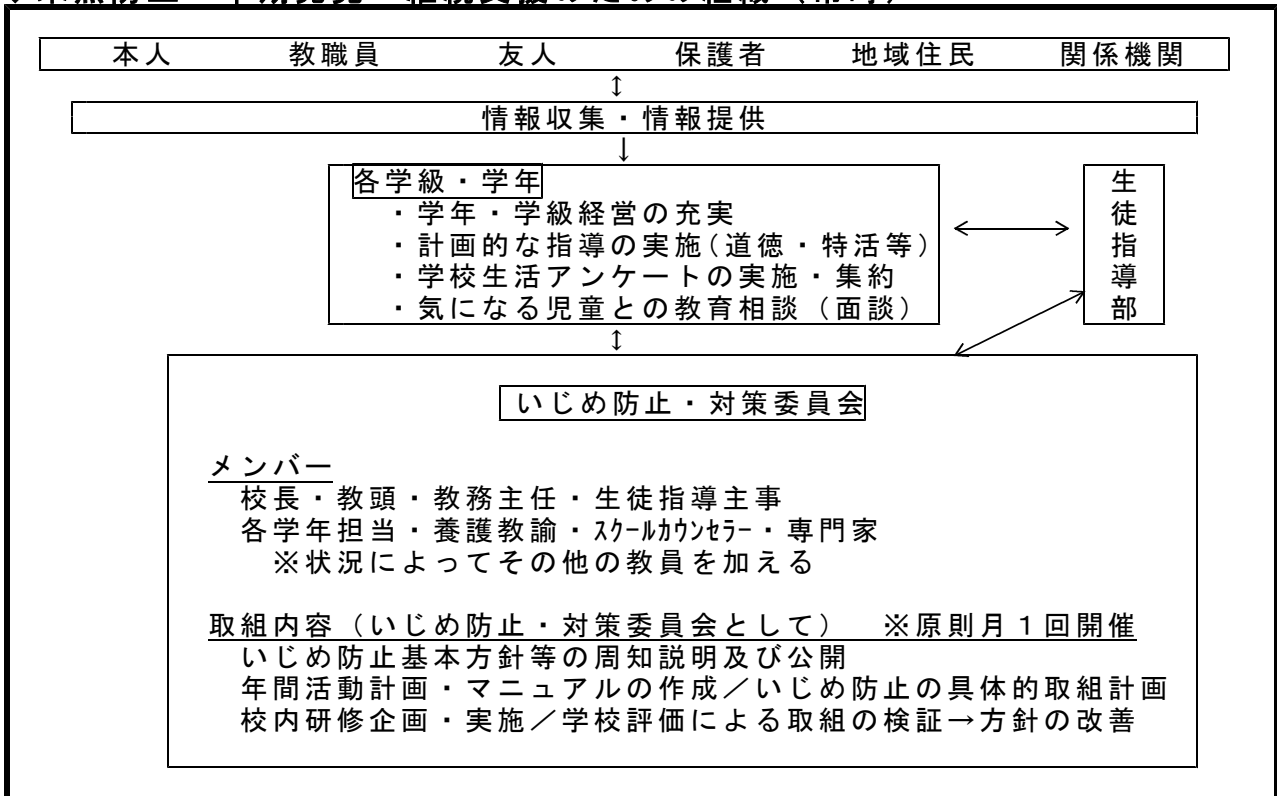 本人 教職員 友人 保護者 地域住民 関係機関
↕
情報収集・情報提供
↓
各学級・学年
・学年・学級経営の充実
・計画的な指導の実施(道徳・特活等)
・学校生活アンケートの実施・集約
・気になる児童との教育相談(面談)
生徒指導部
↕
いじめ防止・対策委員会
メンバー
校長・教頭・教務主任・生徒指導主事
各学年担当・養護教諭・スクールカウンセラー・専門家
※状況によってその他の教員を加える
取組内容(いじめ防止・対策委員会として) ※原則月1回開催
いじめ防止基本方針等の周知説明及び公開
年間活動計画・マニュアルの作成/いじめ防止の具体的取組計画
校内研修企画・実施/学校評価による取組の検証→方針の改善